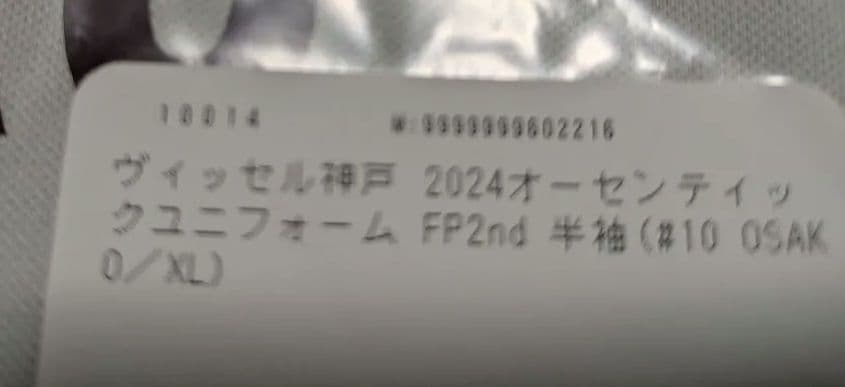 10014 M:9999999602216
ヴィッセル神戸 2024オーセンティッ
クユニフォーム FP2nd 半袖(#10 OSAK
O/XL)